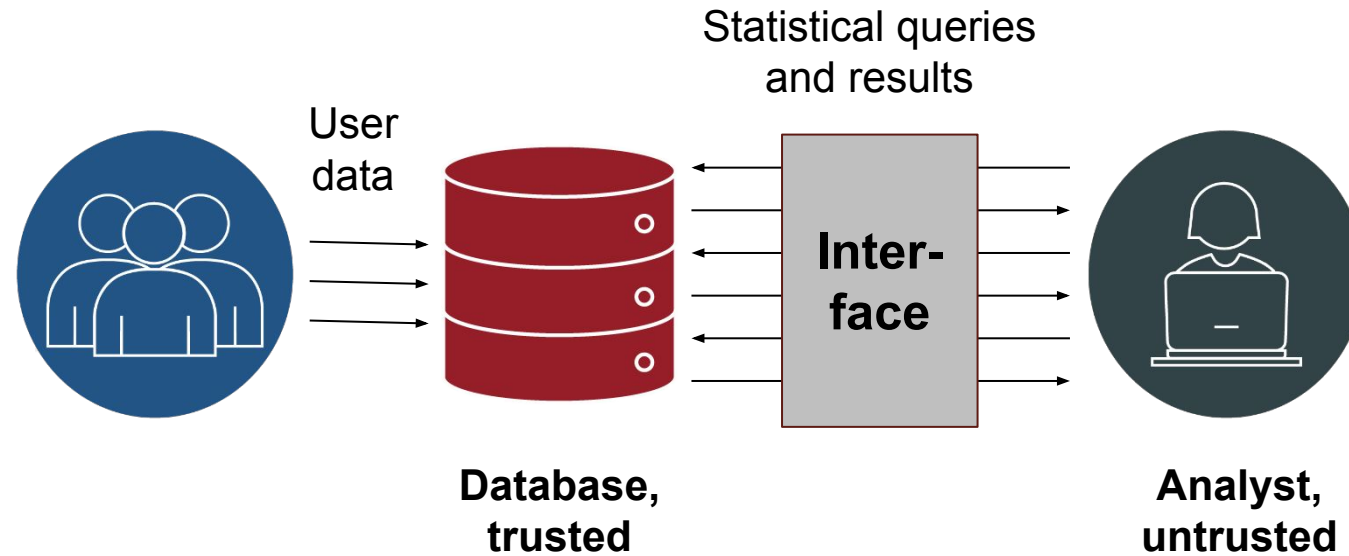 Statistical queries
and results
User
data
Inter-
face
Database,
trusted
Analyst,
untrusted